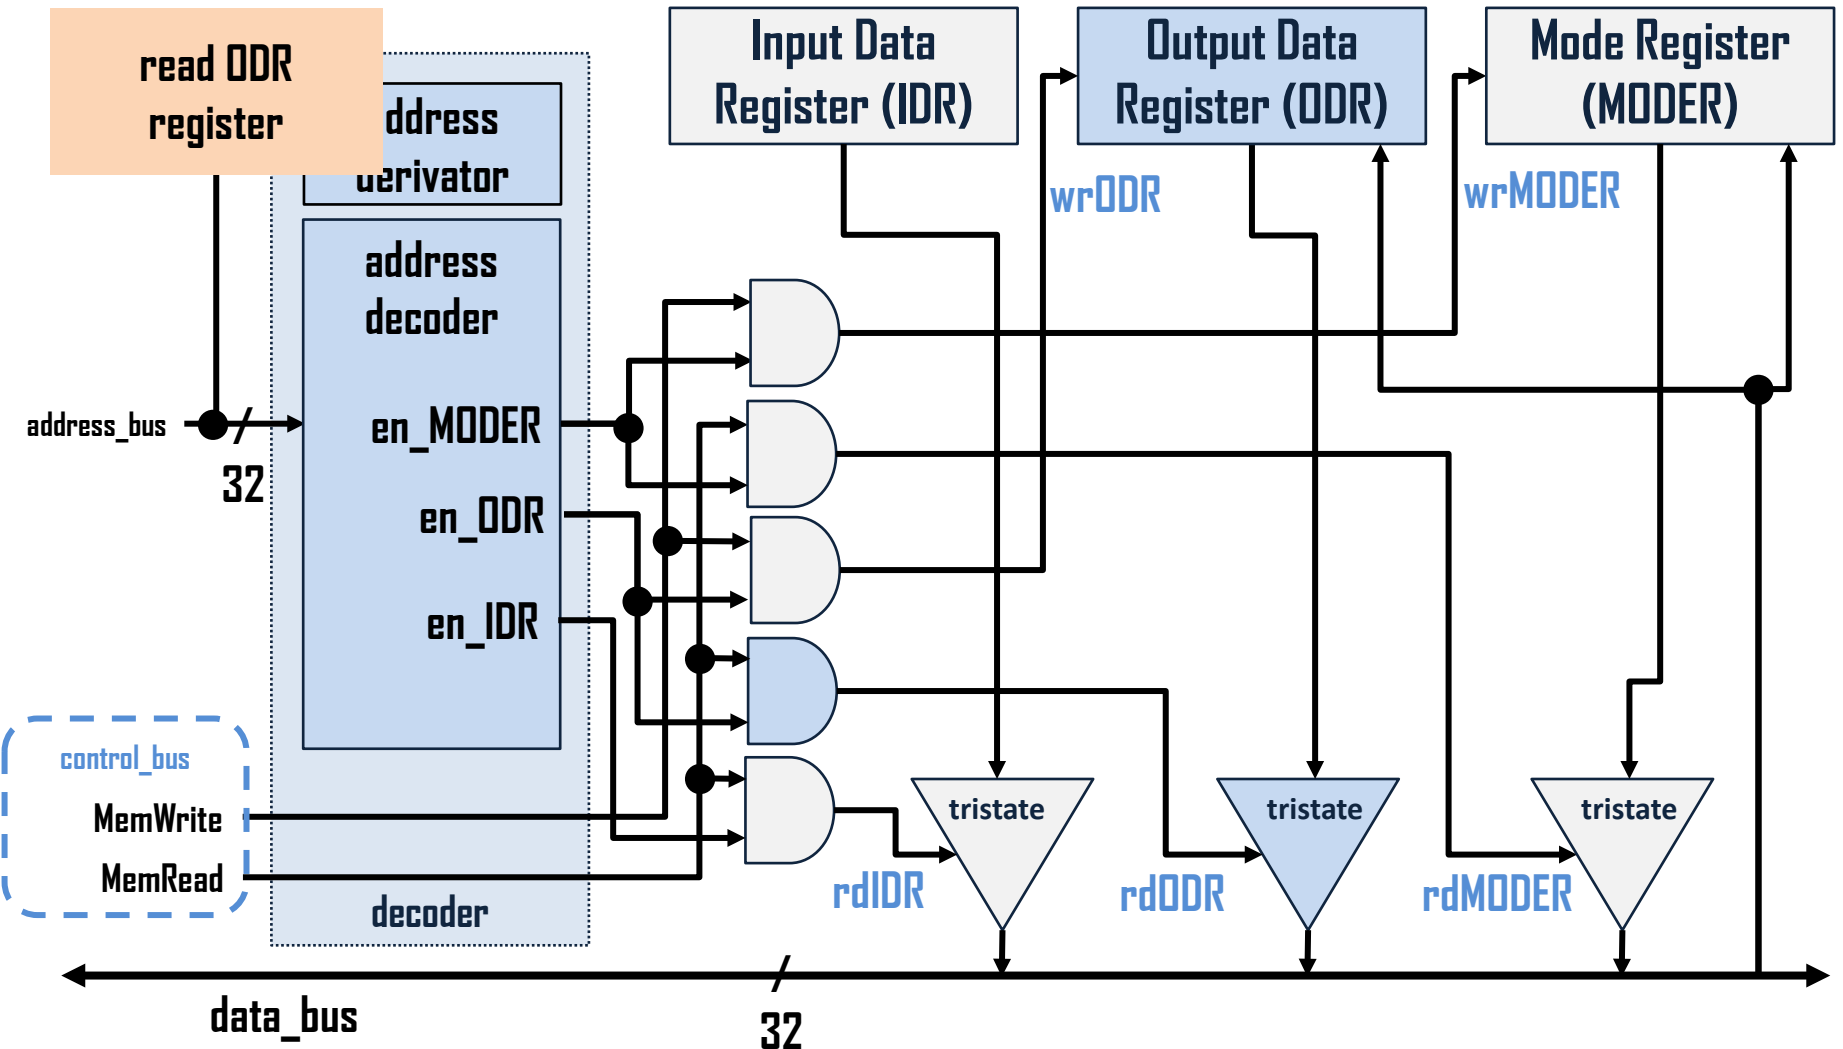 read ODR
register
ddress
derivator
address
decoder
en_MODER
en_ODR
en_IDR
address_bus
32
control_bus
MemWrite
MemRead
decoder
Input Data
Register (IDR)
Output Data
Register (ODR)
Mode Register
(MODER)
wrODR
wrMODER
tristate
tristate
tristate
rdIDR
rdODR
rdMODER
data_bus
32